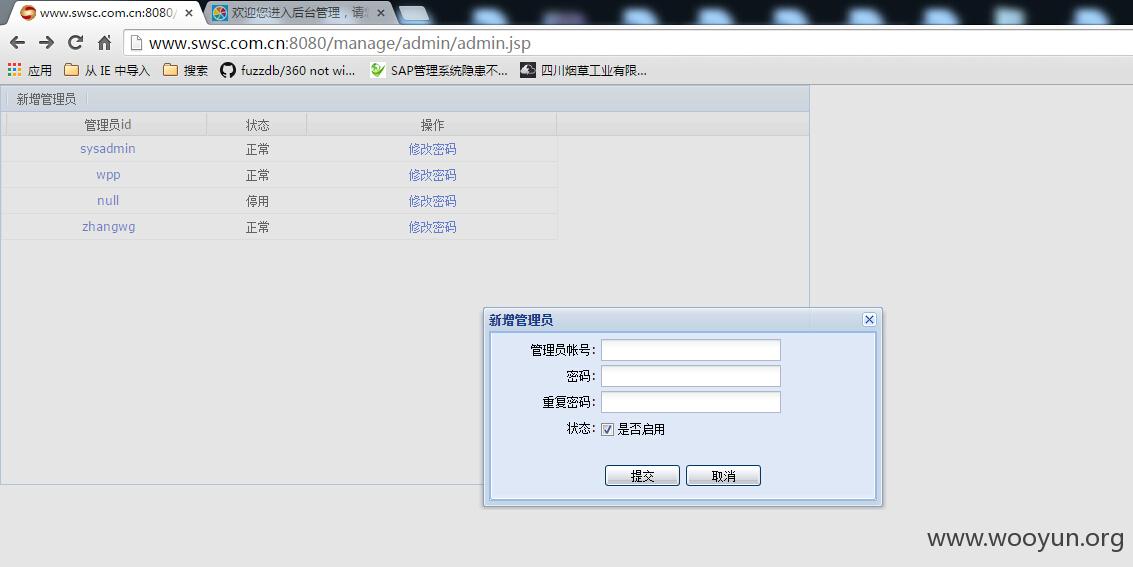 www.swsc.com.cn:8080/
欢迎您进入后台管理，请
www.swsc.com.cn:8080/manage/admin/admin.jsp
应用 从 IE 中导入 搜索 fuzzdb/360 not wi... SAP管理系统隐患不... 四川烟草工业有限...
新增管理员
管理员id 状态 操作
sysadmin 正常 修改密码
wpp 正常 修改密码
null 停用 修改密码
zhangwg 正常 修改密码
新增管理员
管理员帐号:
密码:
重复密码:
状态: 是否启用
提交 取消
www.wooyun.org